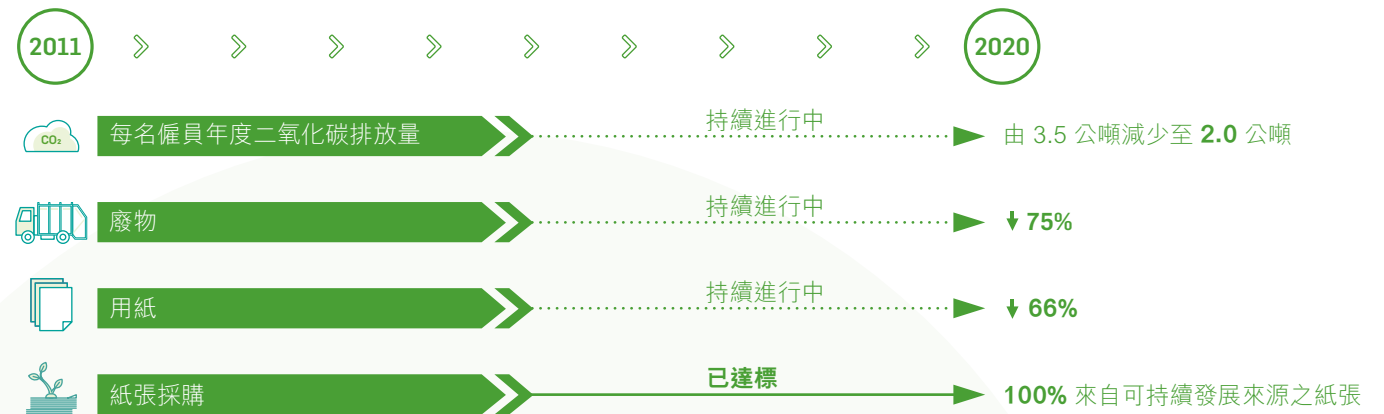 2011 2020
CO₂ 每名僱員年度二氧化碳排放量 持續進行中 由 3.5 公噸減少至 2.0 公噸
廢物 持續進行中 75%
用紙 持續進行中 66%
紙張採購 已達標 100% 來自可持續發展來源之紙張